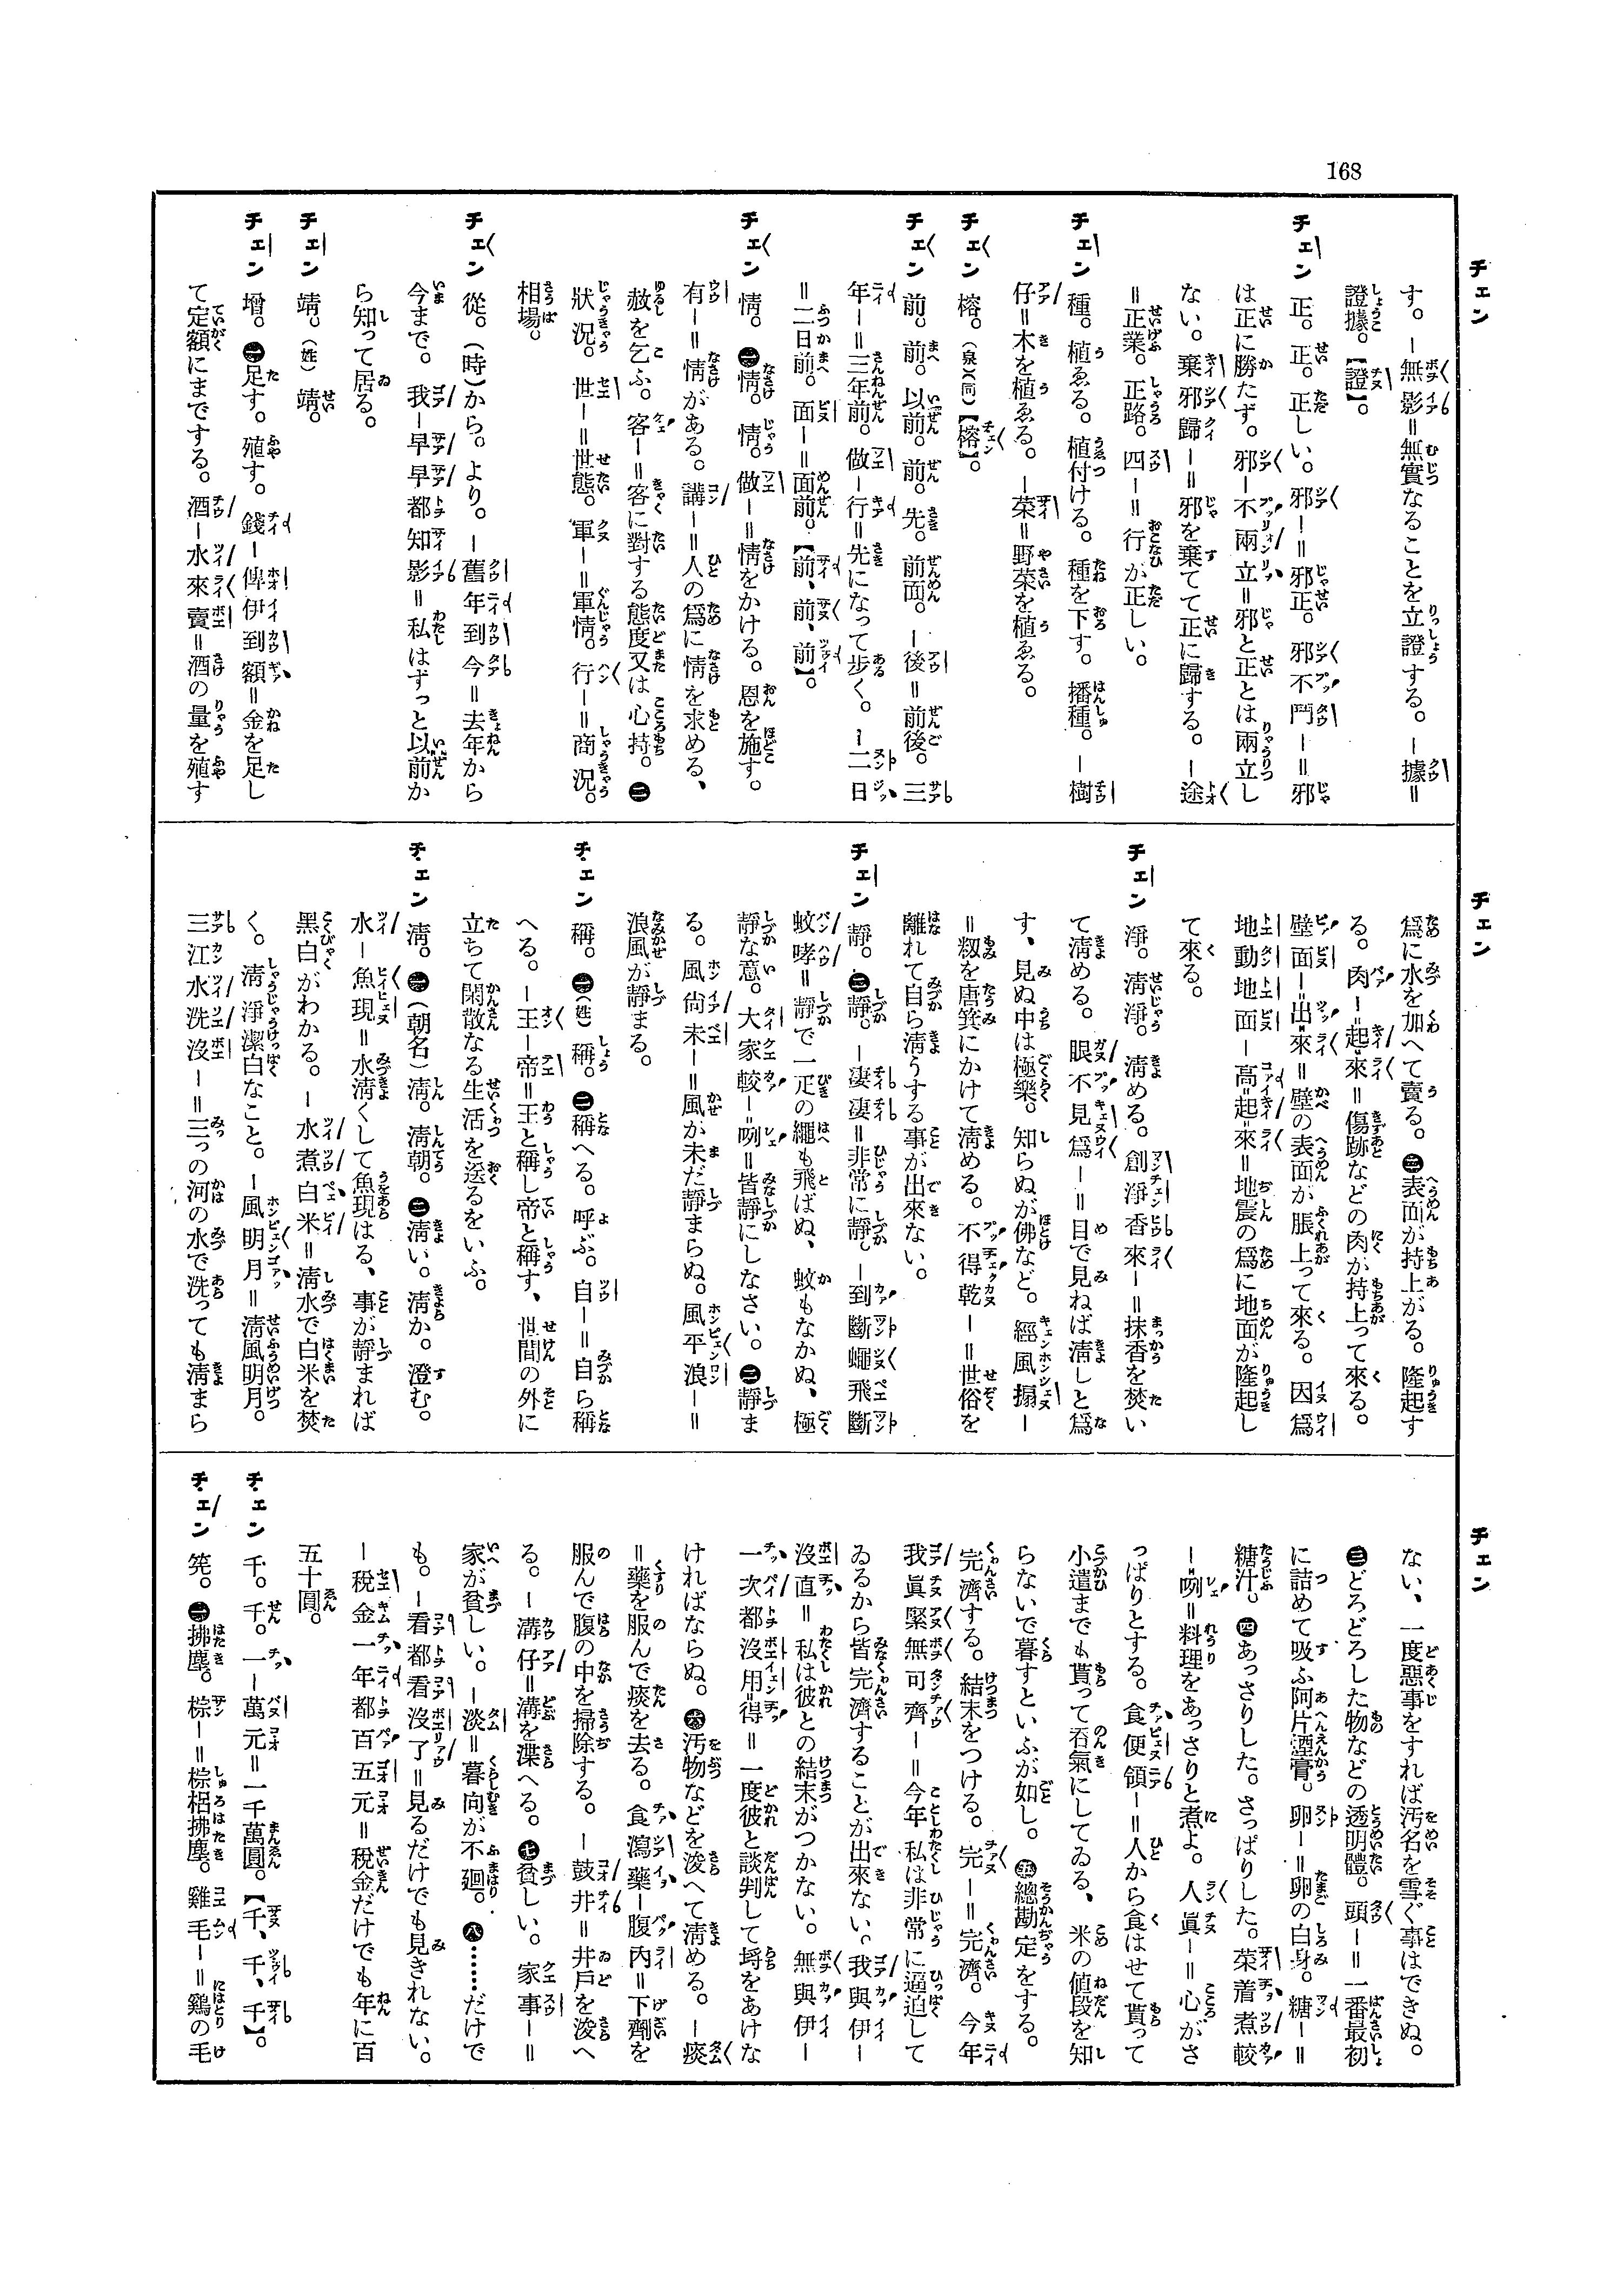 168
チェン
す。ー無影＝無實なることを立證する。ー據＝
證據。【證】。
チェン 正。正。正しい。邪ー＝邪正。邪不鬥ー＝邪
は正に勝たず。邪ー不兩立＝邪と正とは兩立し
ない。棄邪歸ー＝邪を棄てて正に歸する。ー途
＝正業。正路。四ー＝行が正しい。
チェン 種。植ゑる。植付ける。種を下す。播種。ー樹
仔＝木を植ゑる。ー菜＝野菜を植ゑる。
チェン 榕。（泉）（同）【榕】。
チェン 前。前。以前。前。先。前面。ー後＝前後。三
年ー＝三年前。做ー行＝先になって步く。ー二日
＝二日前。面ー＝面前。【前、前、前】。
チェン 情。㊀情。情。做ー＝情をかける。恩を施す。
有ー＝情がある。講ー＝人の爲に情を求める、
赦を乞ふ。客ー＝客に對する態度又は心持。㊁
狀況。世ー＝世態。軍ー＝軍情。行ー＝商況。
相場。
チェン 從。（時）から。より。ー舊年到今＝去年から
今まで。我ー早早都知影＝私はずっと以前か
ら知って居る。
チェン 靖。（姓）靖。
チェン 增。㊀足す。殖す。錢ー俾伊到額＝金を足し
て定額にまでする。酒ー水來賣＝酒の量を殖す
チェン
爲に水を加へて賣る。㊁表面が持上がる。隆起す
る。肉ー起來＝傷跡などの肉が持上って來る。
壁面ー出來＝壁の表面が脹上って來る。因爲
地動地面ー高起來＝地震の爲に地面が隆起し
て來る。
チェン 淨。淸淨。淸める。創淨香來ー＝抹香を焚い
て淸める。眼不見爲ー＝目で見ねば淸しと爲
す、見ぬ中は極樂。知らぬが佛など。經風搧ー
＝籾を唐箕にかけて淸める。不得乾ー＝世俗を
離れて自ら淸うする事が出來ない。
チェン 靜。㊀靜。ー凄凄＝非常に靜。ー到斷蠅飛斷
蚊哮＝靜で一疋の繩も飛ばぬ、蚊もなかぬ、極
靜な意。大家較ー咧＝皆靜にしなさい。㊁靜ま
る。風尙未ー＝風が未だ靜まらぬ。風平浪ー＝
浪風が靜まる。
チェン 稱。㊀（姓）稱。㊁稱へる。呼ぶ。自ー＝自ら稱
へる。ー王ー帝＝王と稱し帝と稱す、世間の外に
立ちて閑散なる生活を送るをいふ。
チェン 淸。㊀（朝名）淸。淸朝。㊁淸い。淸か。澄む。
水ー魚現＝水淸くして魚現はる、事が靜まれば
黑白がわかる。ー水煮白米＝淸水で白米を焚
く。淸淨潔白なこと。ー風明月＝淸風明月。
三江水洗沒ー＝三つの河の水で洗っても淸まら
チェン
ない、一度惡事をすれば汚名を雪ぐ事はできぬ。
㊂どろどろした物などの透明體。頭ー＝一番最初
に詰めて吸ふ阿片煙膏。卵ー＝卵の白身。糖ー＝
糖汁。㊃あっさりした。さっぱりした。菜着煮較
ー咧＝料理をあっさりと煮よ。人眞ー＝心がさ
っぱりとする。食便領ー＝人から食はせて貰って
小遣までも貰って吞氣にしてゐる、米の値段を知
らないで暮すといふが如し。㊄總勘定をする。
完濟する。結末をつける。完ー＝完濟。今年
我眞緊無可齊ー＝今年私は非常に逼迫して
ゐるから皆完濟することが出來ない。我與伊ー
沒直＝私は彼との結末がつかない。無與伊ー
一次都沒用得＝一度彼と談判して埒をあけな
ければならぬ。㊅汚物などを浚へて淸める。ー痰
＝藥を服んで痰を去る。食瀉藥ー腹內＝下劑を
服んで腹の中を掃除する。ー鼓井＝井戶を浚へ
る。ー溝仔＝溝を渫へる。㊆貧しい。家事ー＝
家が貧しい。ー淡＝暮向が不廻。㊇……だけで
も。ー看都看沒了＝見るだけでも見きれない。
ー稅金一年都百五元＝稅金だけでも年に百
五十圓。
チェン 千。千。一ー萬元＝一千萬圓。【千、千、千】。
チェン 筅。㊀拂塵。棕ー＝棕梠拂塵。雞毛ー＝鷄の毛